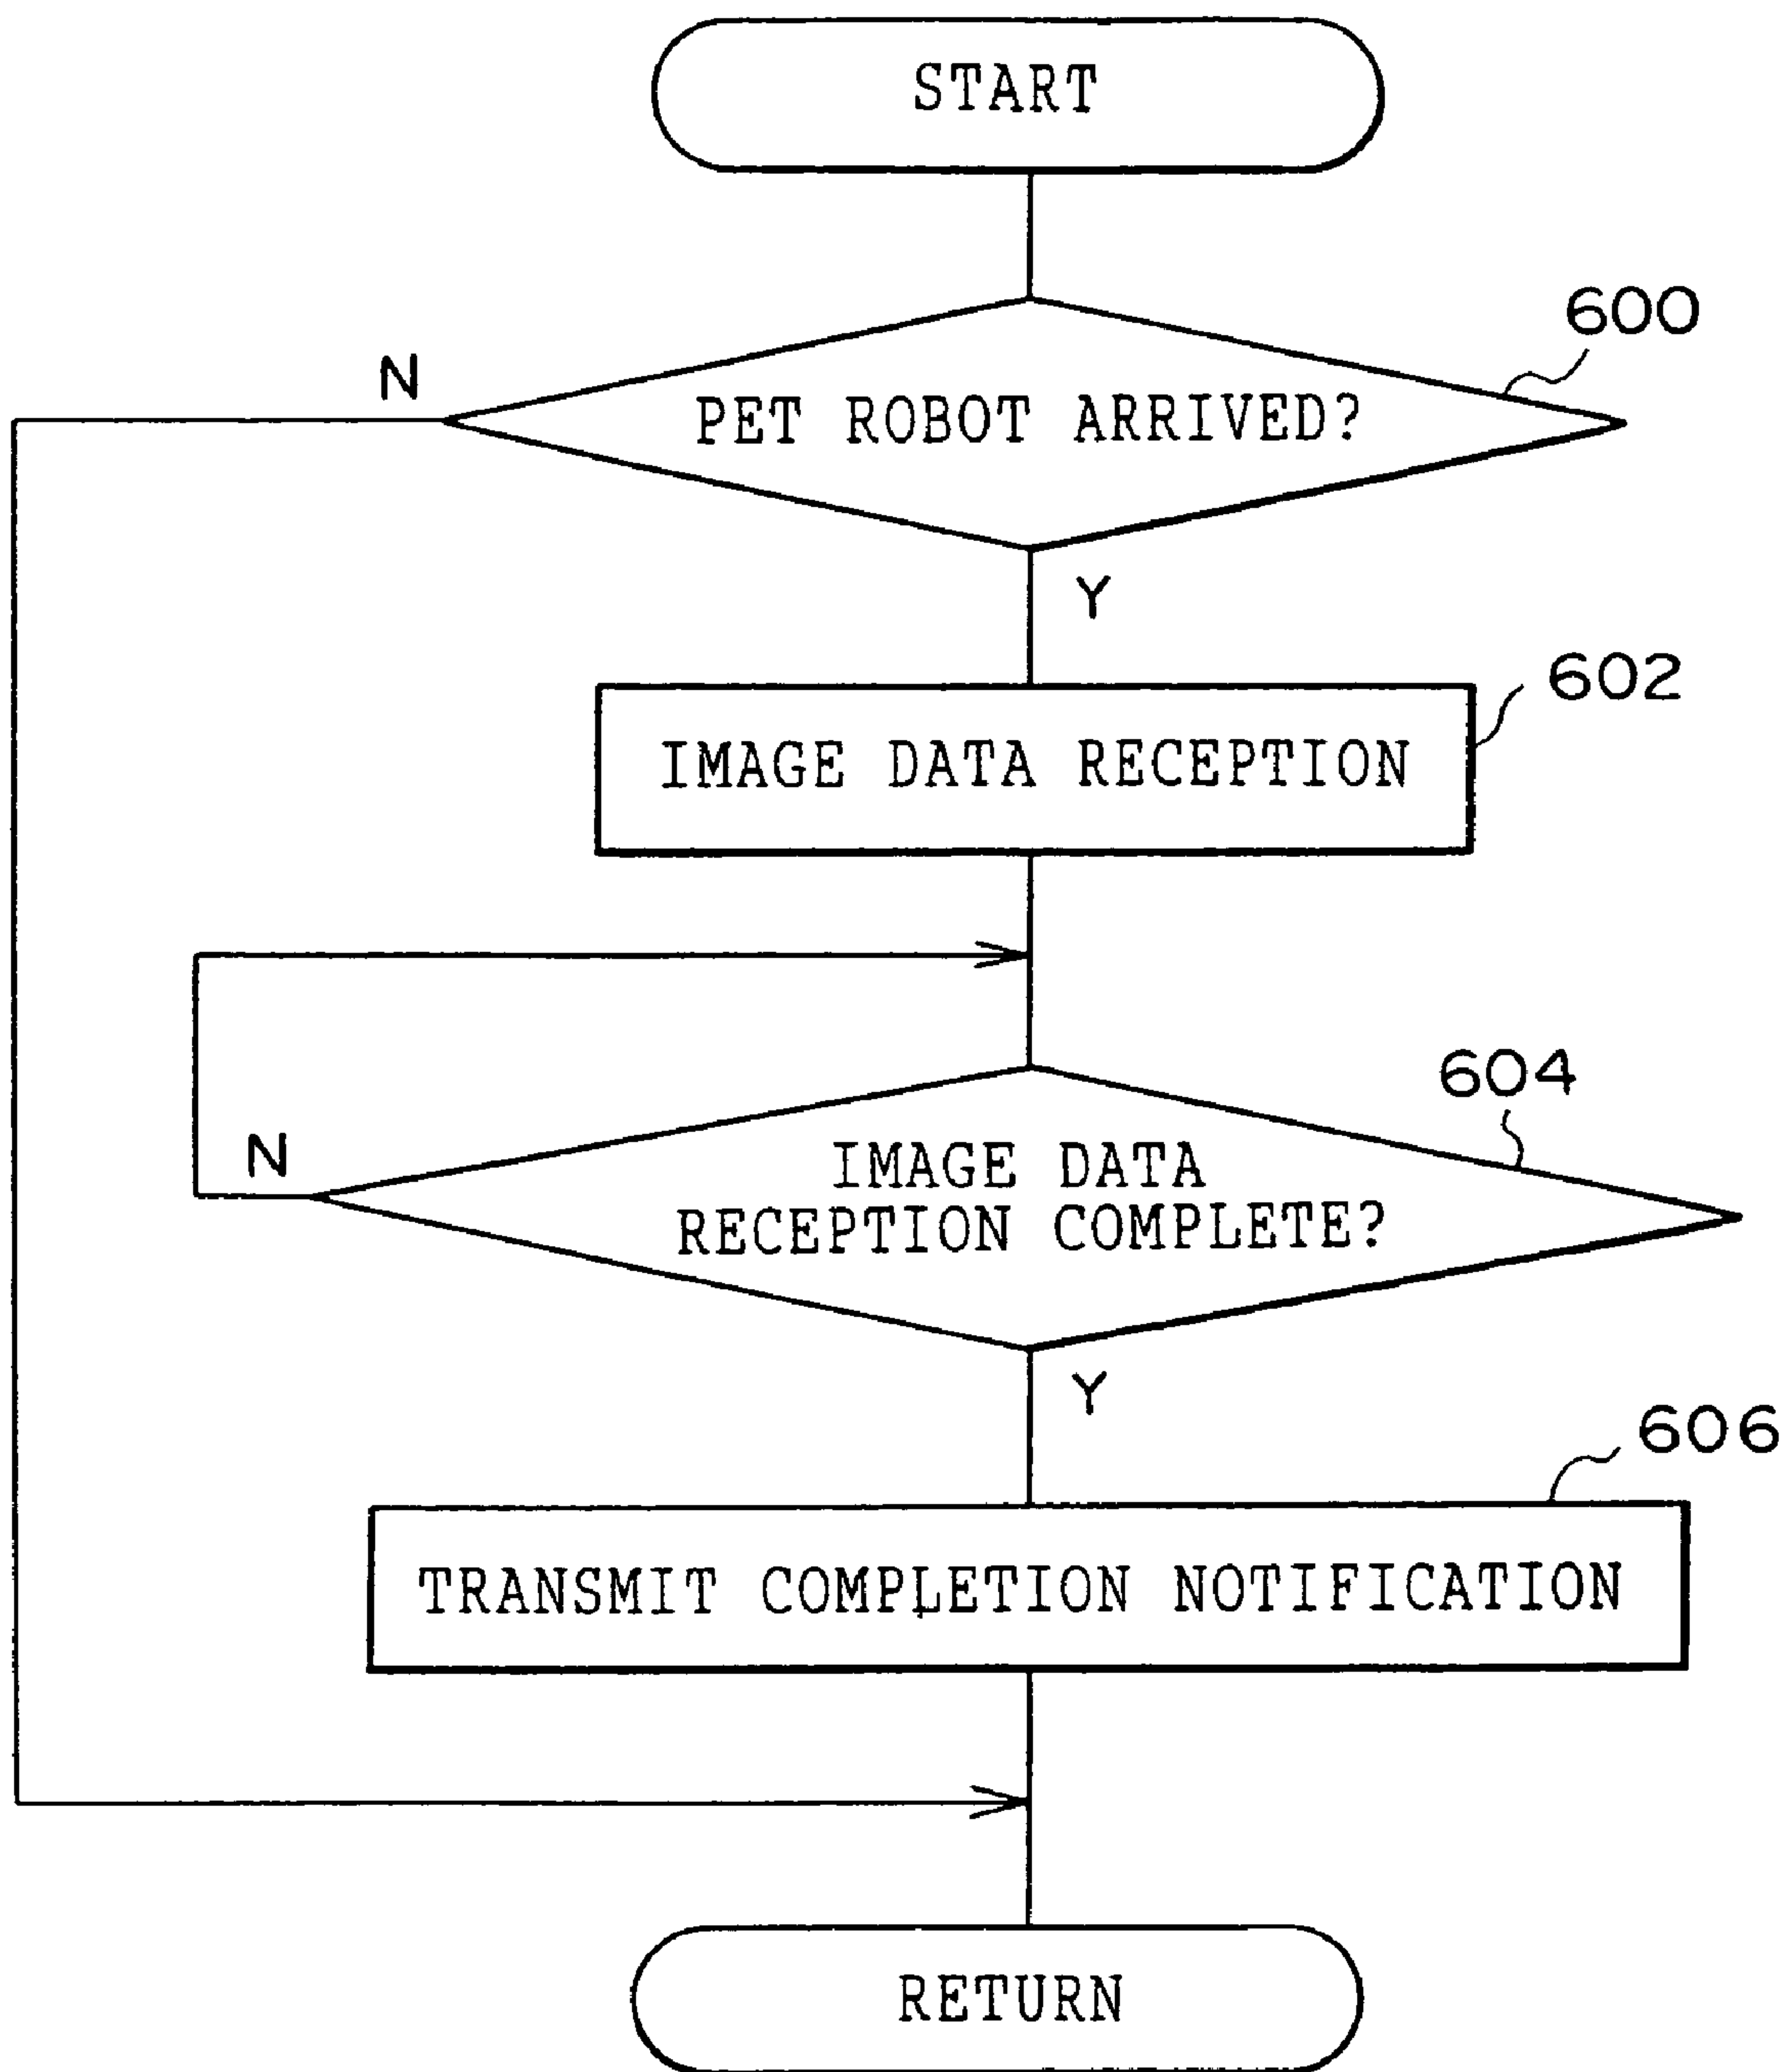 START
600
N
PET ROBOT ARRIVED?
Y
602
IMAGE DATA RECEPTION
604
N
IMAGE DATA
RECEPTION COMPLETE?
Y
606
TRANSMIT COMPLETION NOTIFICATION
RETURN